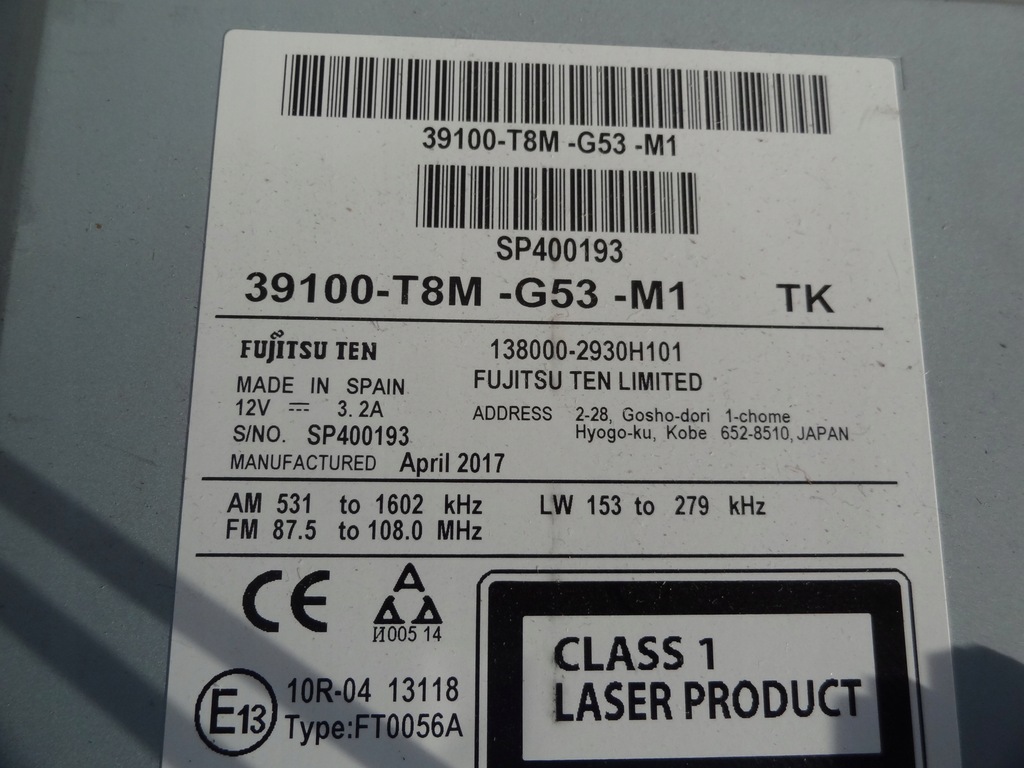 39100-T8M -G53 -M1
SP400193
39100-T8M -G53 -M1 TK
FUJITSU TEN 138000-2930H101
MADE IN SPAIN FUJITSU TEN LIMITED
12V 3. 2A ADDRESS 2-28, Gosho-dori 1-chome
S/NO. SP400193 Hyogo-ku, Kobe 652-8510, JAPAN
MANUFACTURED April 2017
AM 531 to 1602 kHz LW 153 to 279 kHz
FM 87.5 to 108.0 MHz
CE
И005 14
E13 10R-04 13118
Type:FT0056A
CLASS 1
LASER PRODUCT